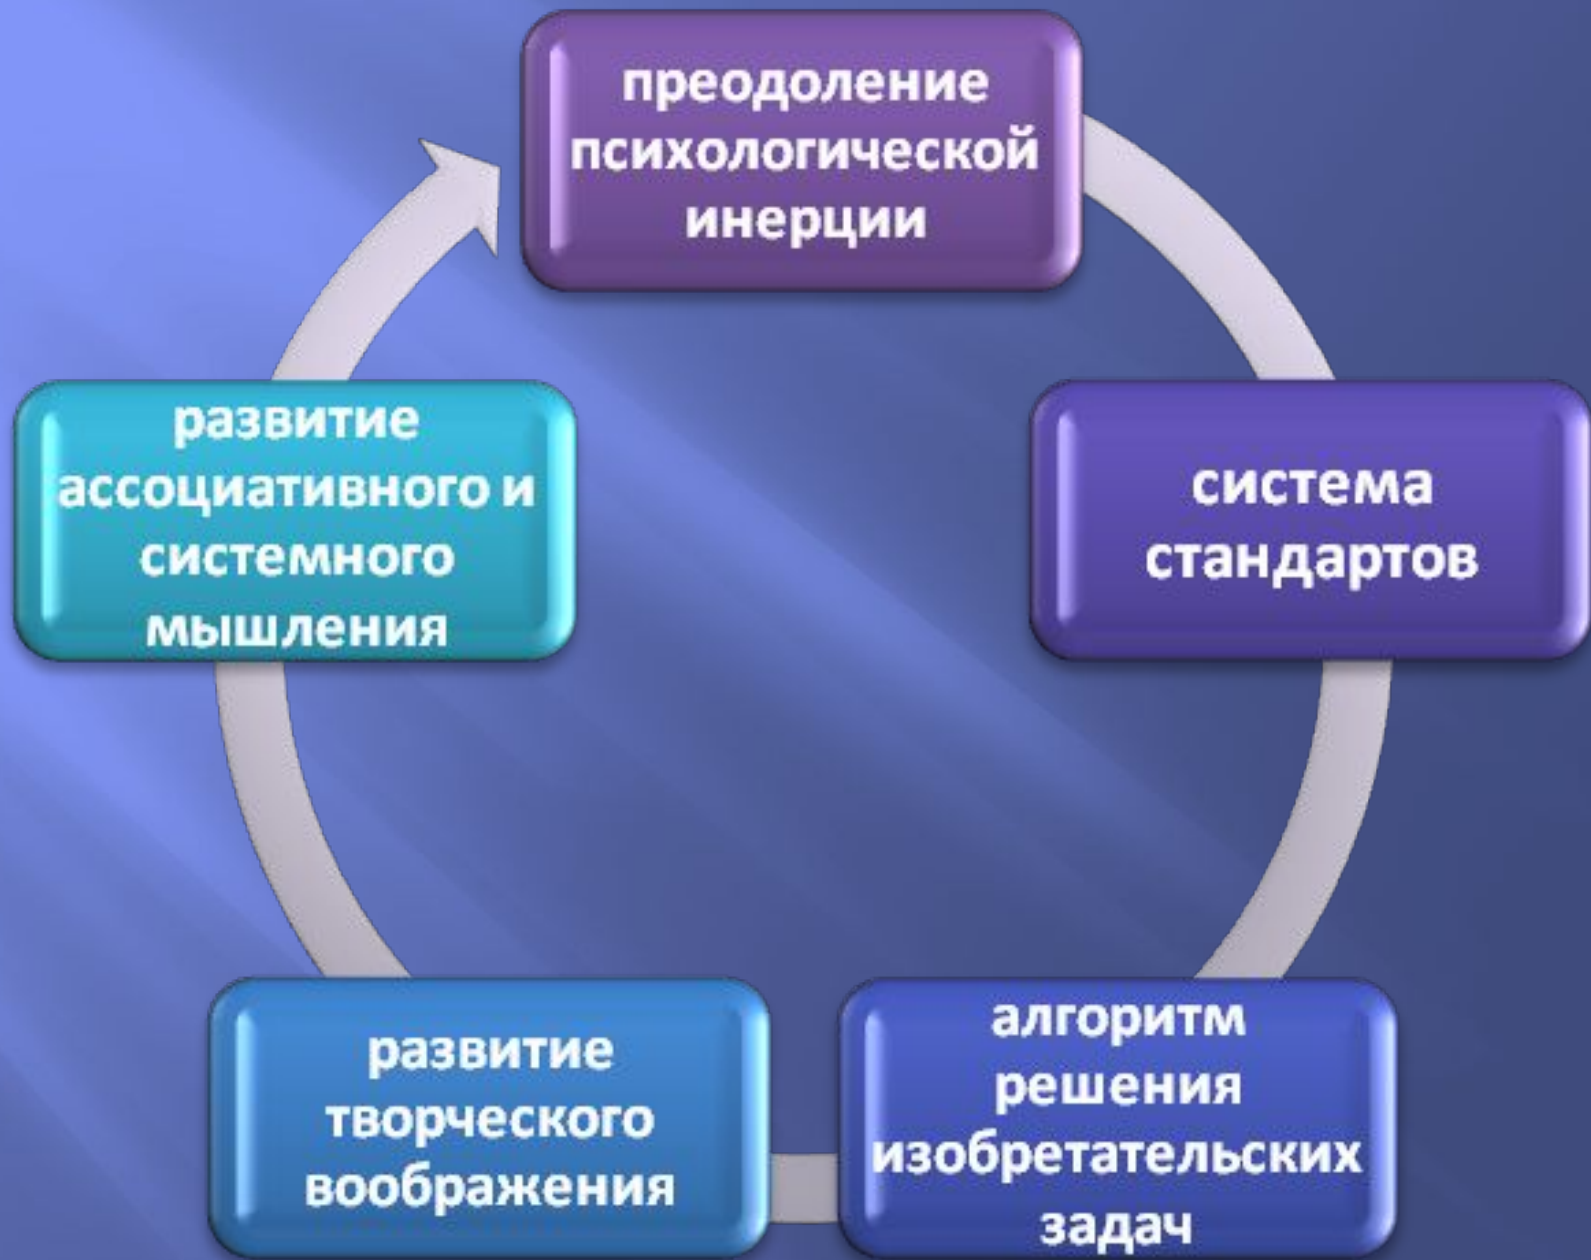 преодоление
психологической
инерции
система
стандартов
алгоритм
решения
изобретательских
задач
развитие
творческого
воображения
развитие
ассоциативного и
системного
мышления